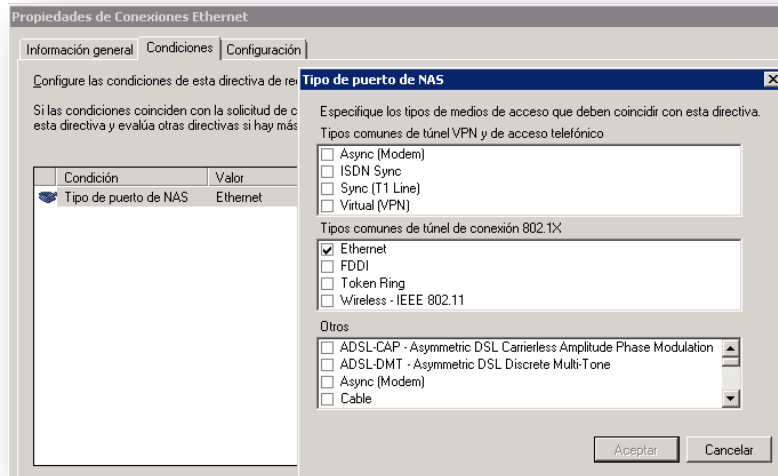 Propiedades de Conexiones Ethernet
Información general
Condiciones
Configuración
Configure las condiciones de esta directiva de
Si las condiciones coinciden con la solicitud de
esta directiva y evalúa otras directivas si hay más
Condición
Valor
Tipo de puerto de NAS
Ethernet
Tipo de puerto de NAS
Especifique los tipos de medios de acceso que deben coincidir con esta directiva.
Tipos comunes de túnel VPN y de acceso telefónico
Async (Modem)
ISDN Sync
Sync (T1 Line)
Virtual (VPN)
Tipos comunes de túnel de conexión 802.1X
Ethernet
FDDI
Token Ring
Wireless - IEEE 802.11
Otros
ADSL-CAP - Asymmetric DSL Carrierless Amplitude Phase Modulation
ADSL-DMT - Asymmetric DSL Discrete Multi-Tone
Async (Modem)
Cable
Aceptar
Cancelar